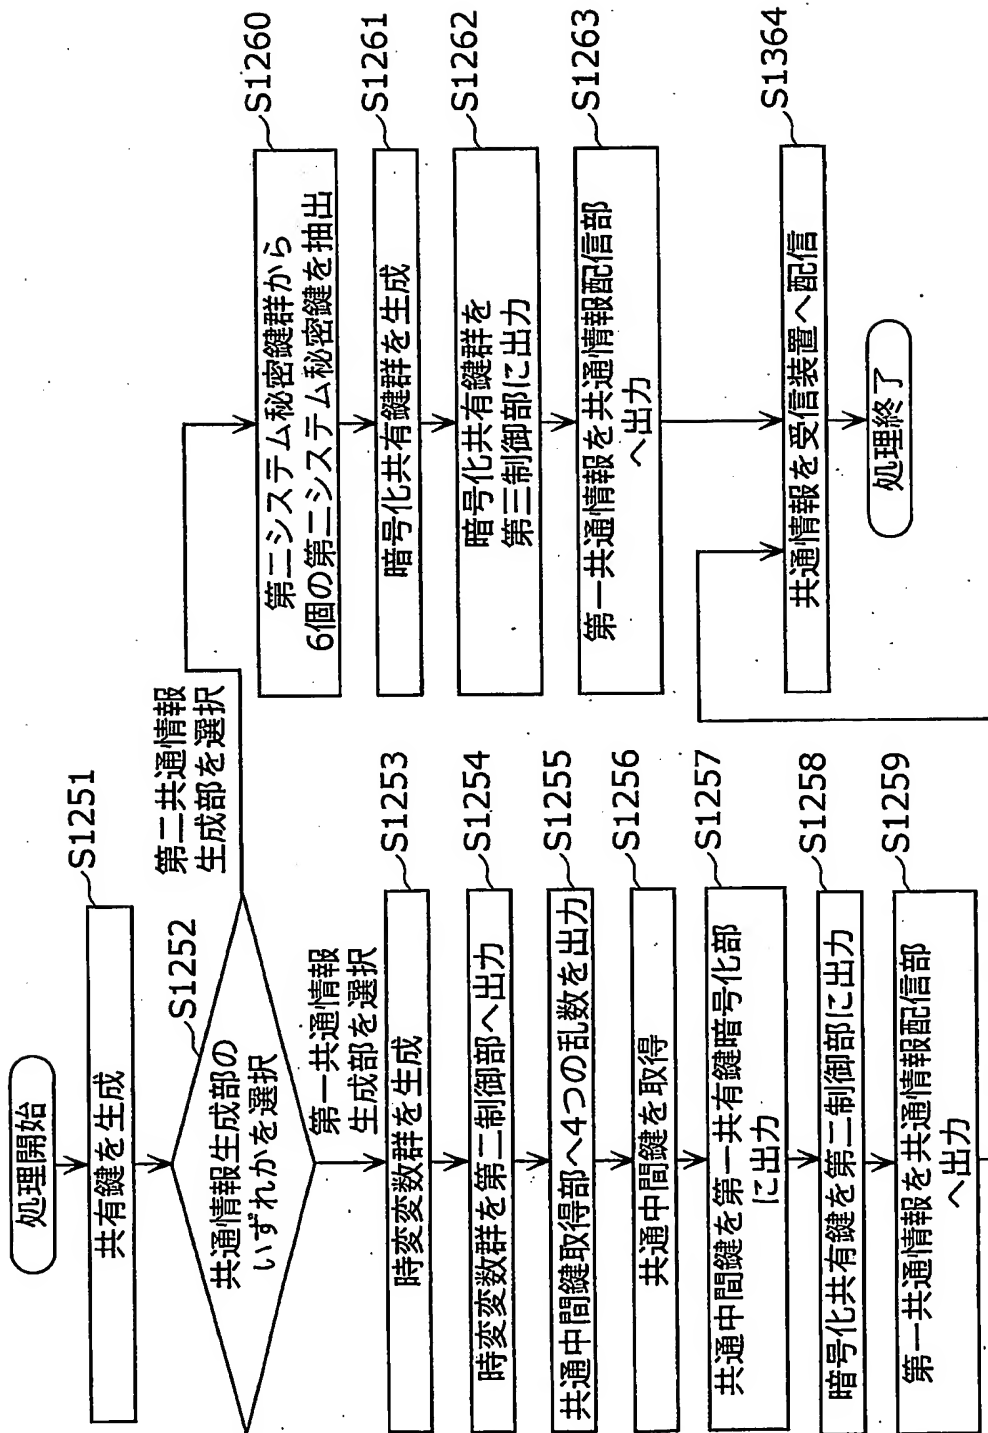 処理開始
共有鍵を生成
S1251
共通情報生成部の
いずれかを選択
S1252
第二共通情報
生成部を選択
第一共通情報
生成部を選択
時変変数群を生成
S1253
時変変数群を第二制御部へ出力
S1254
共通中間鍵取得部へ4つの乱数を出力
S1255
共通中間鍵を取得
S1256
共通中間鍵を第一共有鍵暗号化部
に出力
S1257
暗号化共有鍵を第二制御部に出力
S1258
第一共通情報を共通情報配信部
へ出力
S1259
第二システム秘密鍵群から
6個の第二システム秘密鍵を抽出
S1260
暗号化共有鍵群を生成
S1261
暗号化共有鍵群を
第三制御部に出力
S1262
第一共通情報を共通情報配信部
へ出力
S1263
共通情報を受信装置へ配信
S1364
処理終了